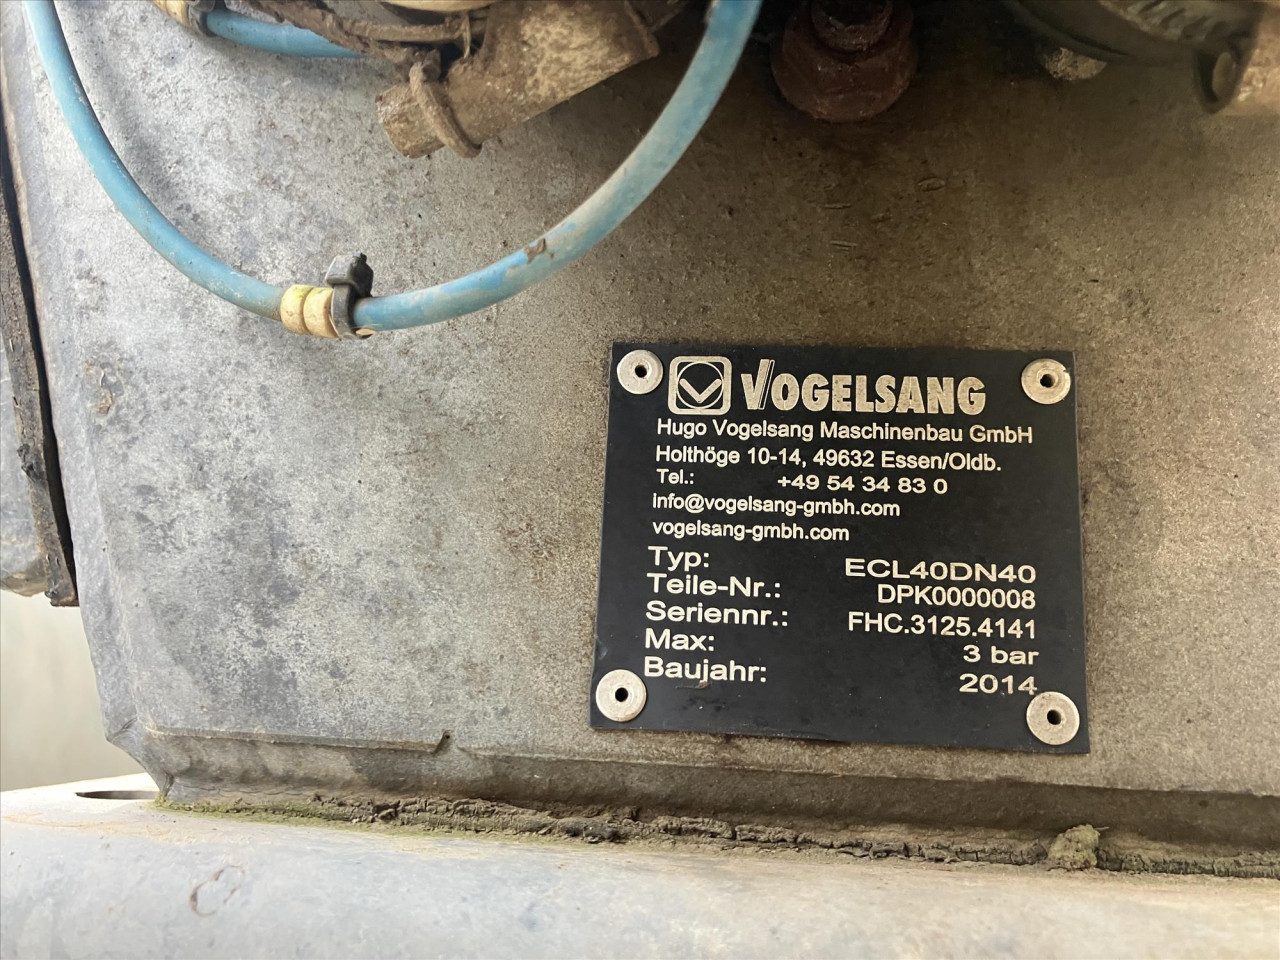 VOGELSANG
Hugo Vogelsang Maschinenbau GmbH
Holthöge 10-14, 49632 Essen/Oldb.
Tel.: +49 54 34 83 0
info@vogelsang-gmbh.com
vogelsang-gmbh.com
Typ: ECL40DN40
Teile-Nr.: DPK0000008
Seriennr.: FHC.3125.4141
Max: 3 bar
Baujahr: 2014